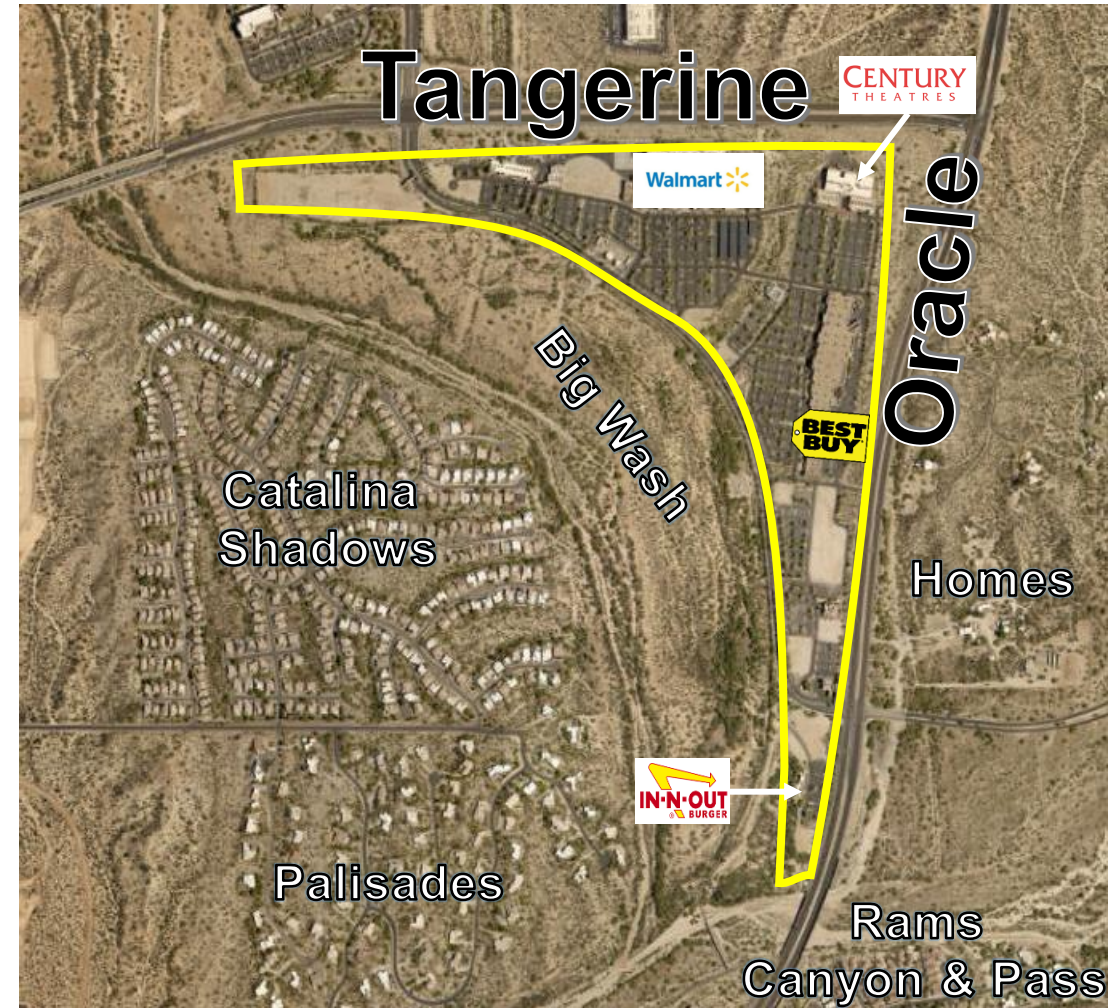 Tangerine
CENTURY
THEATRES
Walmart
Oracle
Big Wash
BEST
BUY
Catalina
Shadows
Homes
IN-N-OUT
® BURGER
Palisades
Rams
Canyon & Pass